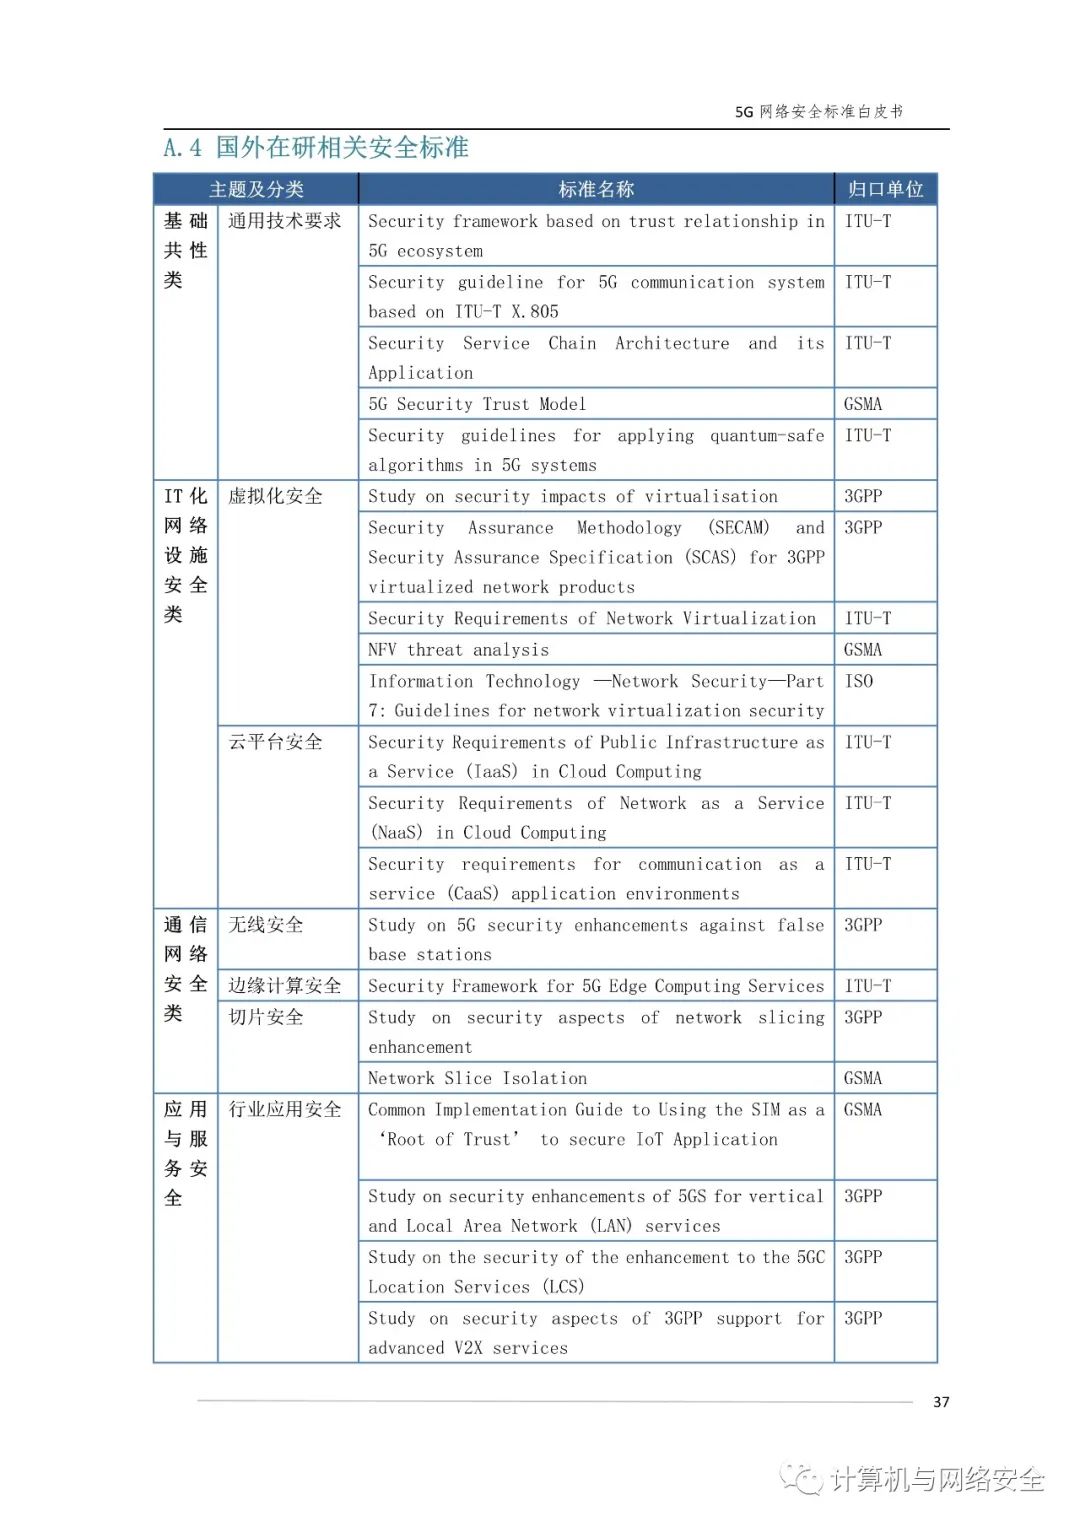 5G 网络安全标准白皮书
A.4 国外在研相关安全标准
主题及分类 标准名称 归口单位
基础 通用技术要求 Security framework based on trust relationship in ITU-T
共性 5G ecosystem
类 Security guideline for 5G communication system ITU-T
based on ITU-T X.805
Security Service Chain Architecture and its ITU-T
Application
5G Security Trust Model GSMA
Security guidelines for applying quantum-safe ITU-T
algorithms in 5G systems
IT化 虚拟化安全 Study on security impacts of virtualisation 3GPP
网络 Security Assurance Methodology (SECAM) and 3GPP
设施 Security Assurance Specification (SCAS) for 3GPP
安全 virtualized network products
类 Security Requirements of Network Virtualization ITU-T
NFV threat analysis GSMA
Information Technology —Network Security—Part ISO
7: Guidelines for network virtualization security
云平台安全 Security Requirements of Public Infrastructure as ITU-T
a Service (IaaS) in Cloud Computing
Security Requirements of Network as a Service ITU-T
(NaaS) in Cloud Computing
Security requirements for communication as a ITU-T
service (CaaS) application environments
通信 无线安全 Study on 5G security enhancements against false 3GPP
网络 base stations
安全 边缘计算安全 Security Framework for 5G Edge Computing Services ITU-T
类 切片安全 Study on security aspects of network slicing 3GPP
enhancement
Network Slice Isolation GSMA
应用 行业应用安全 Common Implementation Guide to Using the SIM as a GSMA
与服 ‘Root of Trust’ to secure IoT Application
务安
全 Study on security enhancements of 5GS for vertical 3GPP
and Local Area Network (LAN) services
Study on the security of the enhancement to the 5GC 3GPP
Location Services (LCS)
Study on security aspects of 3GPP support for 3GPP
advanced V2X services
37
计算机与网络安全